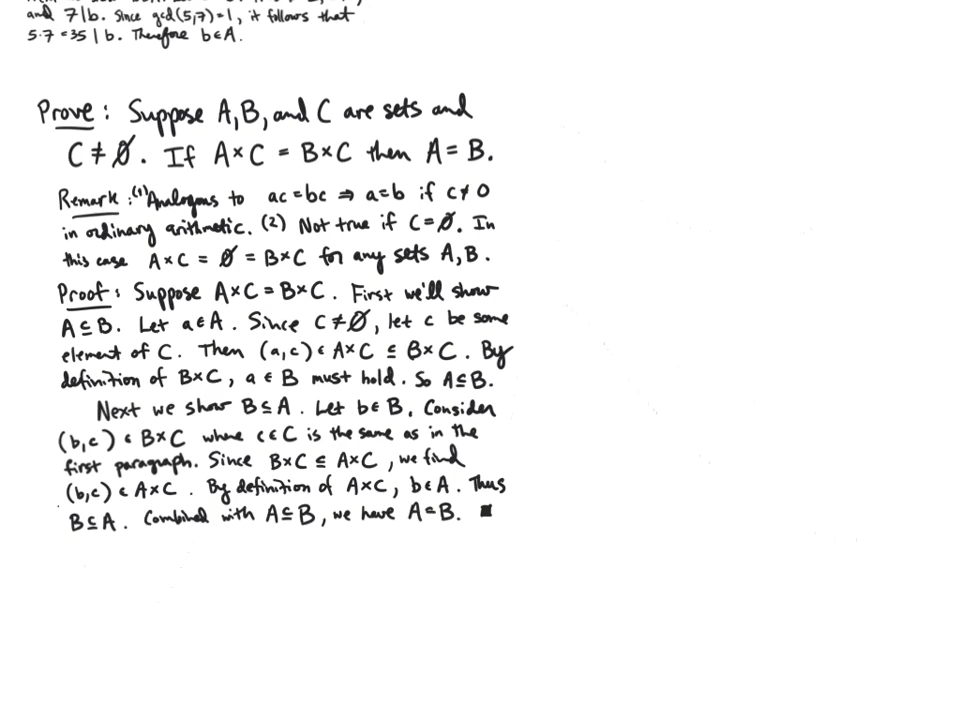 and 7|b. Since gcd(5,7)=1, it follows that
5·7=35 | b. Therefore b∈A.
Prove: Suppose A,B, and C are sets and
C≠∅. If A×C = B×C then A=B.
Remark: (1) Analogous to ac=bc ⇒ a=b if c≠0
in ordinary arithmetic. (2) Not true if C=∅. In
this case A×C = ∅ = B×C for any sets A,B.
Proof: Suppose A×C=B×C. First we'll show
A⊆B. Let a∈A. Since C≠∅, let c be some
element of C. Then (a,c)∈A×C ⊆ B×C. By
definition of B×C, a∈B must hold. So A⊆B.
Next we show B⊆A. Let b∈B. Consider
(b,c)∈B×C where c∈C is the same as in the
first paragraph. Since B×C ⊆ A×C, we find
(b,c)∈A×C. By definition of A×C, b∈A. Thus
B⊆A. Combined with A⊆B, we have A=B. ■